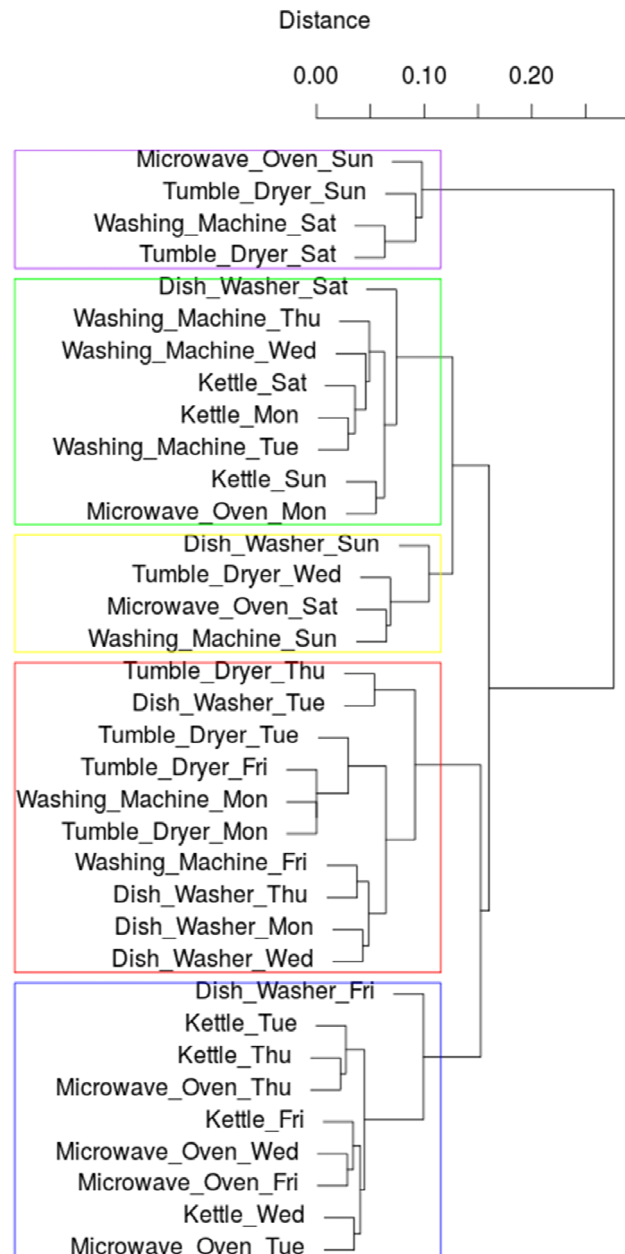 Distance
0.00 0.10 0.20
Microwave_Oven_Sun
Tumble_Dryer_Sun
Washing_Machine_Sat
Tumble_Dryer_Sat
Dish_Washer_Sat
Washing_Machine_Thu
Washing_Machine_Wed
Kettle_Sat
Kettle_Mon
Washing_Machine_Tue
Kettle_Sun
Microwave_Oven_Mon
Dish_Washer_Sun
Tumble_Dryer_Wed
Microwave_Oven_Sat
Washing_Machine_Sun
Tumble_Dryer_Thu
Dish_Washer_Tue
Tumble_Dryer_Tue
Tumble_Dryer_Fri
Washing_Machine_Mon
Tumble_Dryer_Mon
Washing_Machine_Fri
Dish_Washer_Thu
Dish_Washer_Mon
Dish_Washer_Wed
Dish_Washer_Fri
Kettle_Tue
Kettle_Thu
Microwave_Oven_Thu
Kettle_Fri
Microwave_Oven_Wed
Microwave_Oven_Fri
Kettle_Wed
Microwave_Oven_Tue